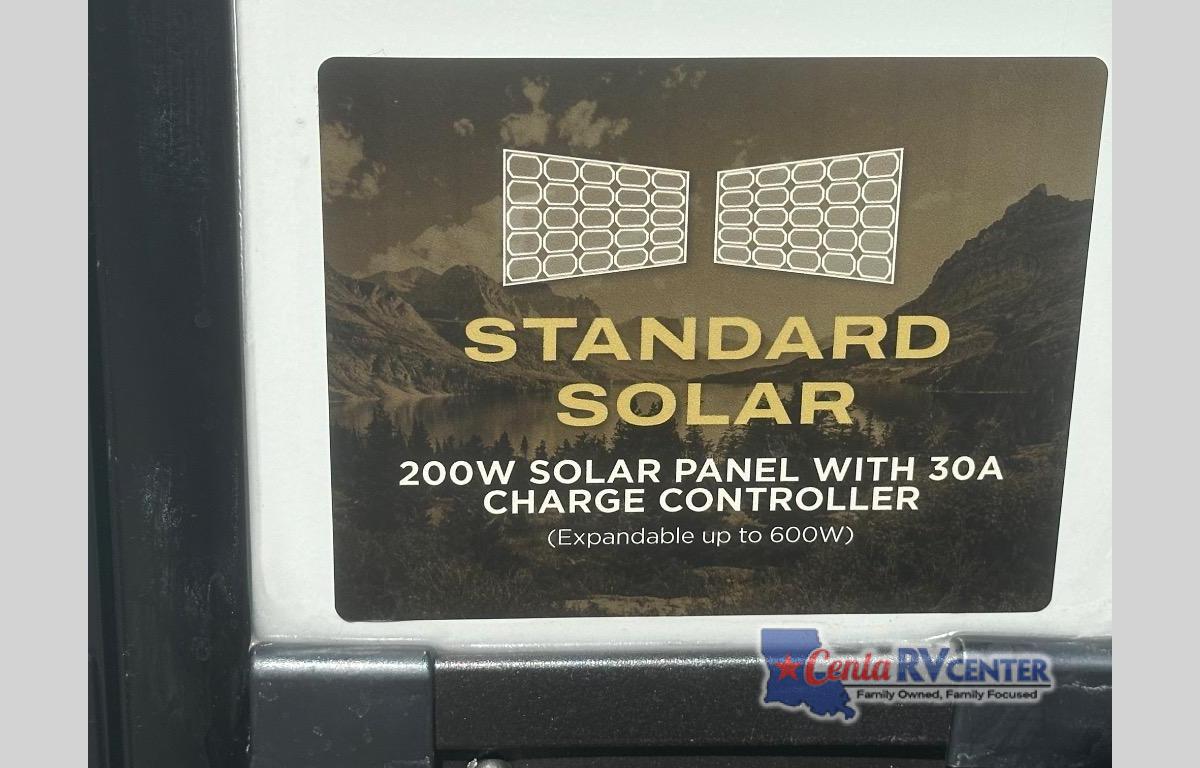 STANDARD
SOLAR
200W SOLAR PANEL WITH 30A
CHARGE CONTROLLER
(Expandable up to 600W)
Cenla RV CENTER
Family Owned, Family Focused